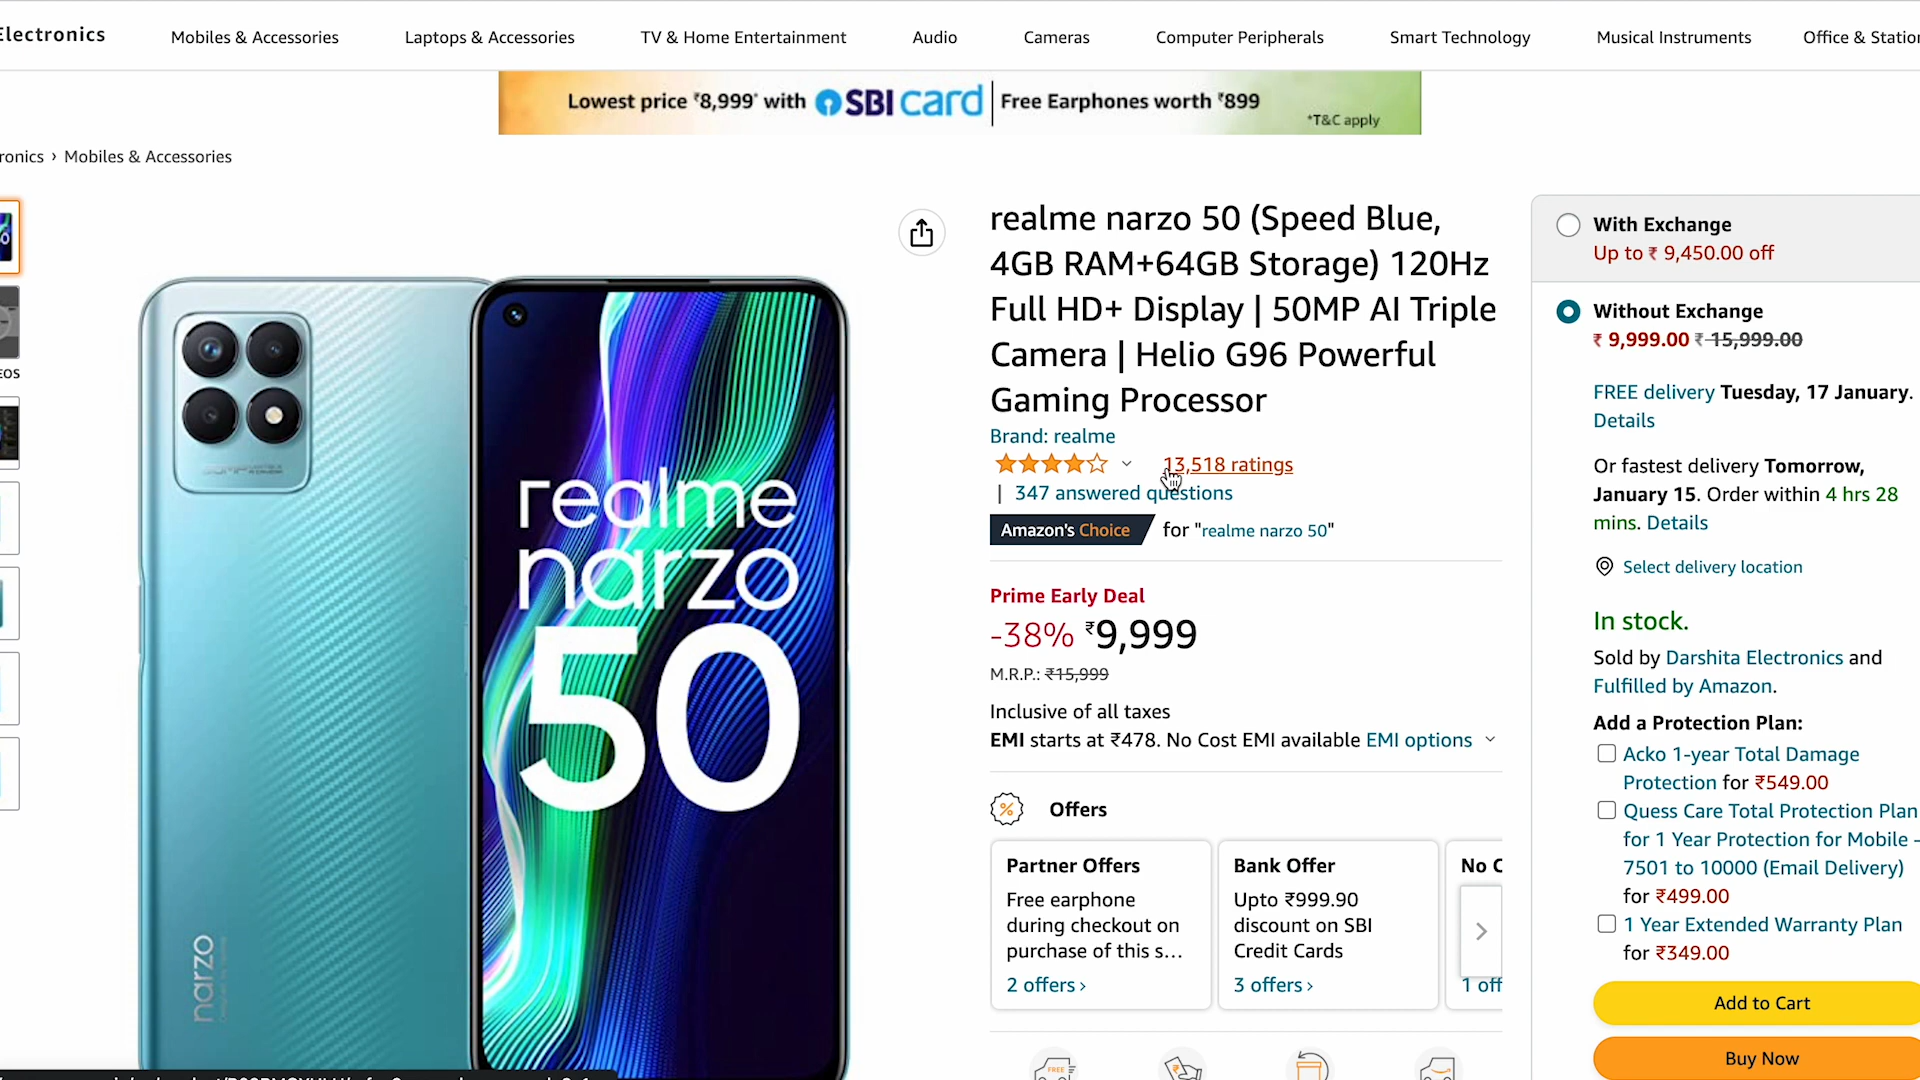 Electronics
Mobiles & Accessories
Laptops & Accessories
TV & Home Entertainment
Audio
Cameras
Computer Peripherals
Smart Technology
Musical Instruments
Office &
Lowest price ₹8,999* with SBI card
Free Earphones worth ₹899
*T&C apply
› Mobiles & Accessories
realme
narzo
50
narzo
realme narzo 50 (Speed Blue,
4GB RAM+64GB Storage) 120Hz
Full HD+ Display | 50MP AI Triple
Camera | Helio G96 Powerful
Gaming Processor
Brand: realme
13,518 ratings
| 347 answered questions
Amazon's Choice for "realme narzo 50"
Prime Early Deal
-38% ₹9,999
M.R.P.: ₹15,999
Inclusive of all taxes
EMI starts at ₹478. No Cost EMI available EMI options
Offers
Partner Offers
Free earphone
during checkout on
purchase of this s...
2 offers ›
Bank Offer
Upto ₹999.90
discount on SBI
Credit Cards
3 offers ›
No C
1 off
FREE
With Exchange
Up to ₹ 9,450.00 off
Without Exchange
₹ 9,999.00 ₹ 15,999.00
FREE delivery Tuesday, 17 January.
Details
Or fastest delivery Tomorrow,
January 15. Order within 4 hrs 28
mins. Details
Select delivery location
In stock.
Sold by Darshita Electronics and
Fulfilled by Amazon.
Add a Protection Plan:
Acko 1-year Total Damage
Protection for ₹549.00
Quess Care Total Protection Plan
for 1 Year Protection for Mobile -
7501 to 10000 (Email Delivery)
for ₹499.00
1 Year Extended Warranty Plan
for ₹349.00
Add to Cart
Buy Now